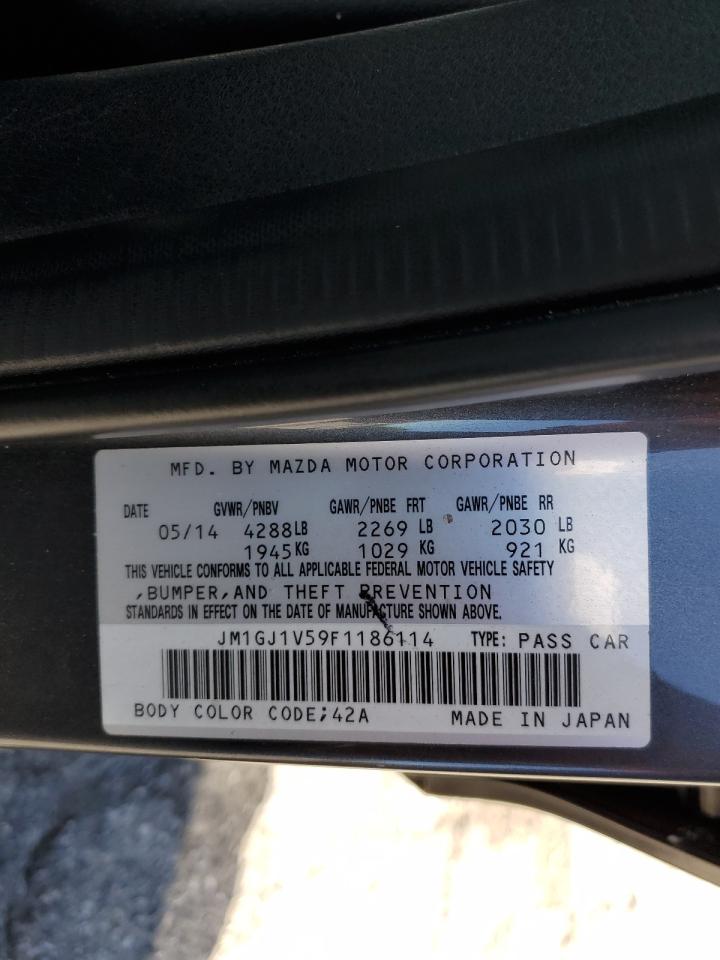 MFD. BY MAZDA MOTOR CORPORATION
DATE GVWR/PNBV GAWR/PNBE FRT GAWR/PNBE RR
05/14 4288LB 2269 LB 2030 LB
1945KG 1029 KG 921 KG
THIS VEHICLE CONFORMS TO ALL APPLICABLE FEDERAL MOTOR VEHICLE SAFETY
,BUMPER,AND THEFT PREVENTION
STANDARDS IN EFFECT ON THE DATE OF MANUFACTURE SHOWN ABOVE.
JM1GJ1V59F1186114 TYPE: PASS CAR
BODY COLOR CODE;42A MADE IN JAPAN